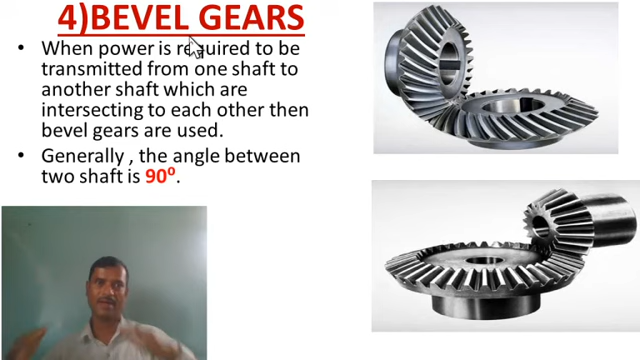 4)BEVEL GEARS
• When power is required to be
transmitted from one shaft to
another shaft which are
intersecting to each other then
bevel gears are used.
• Generally , the angle between
two shaft is 90⁰.